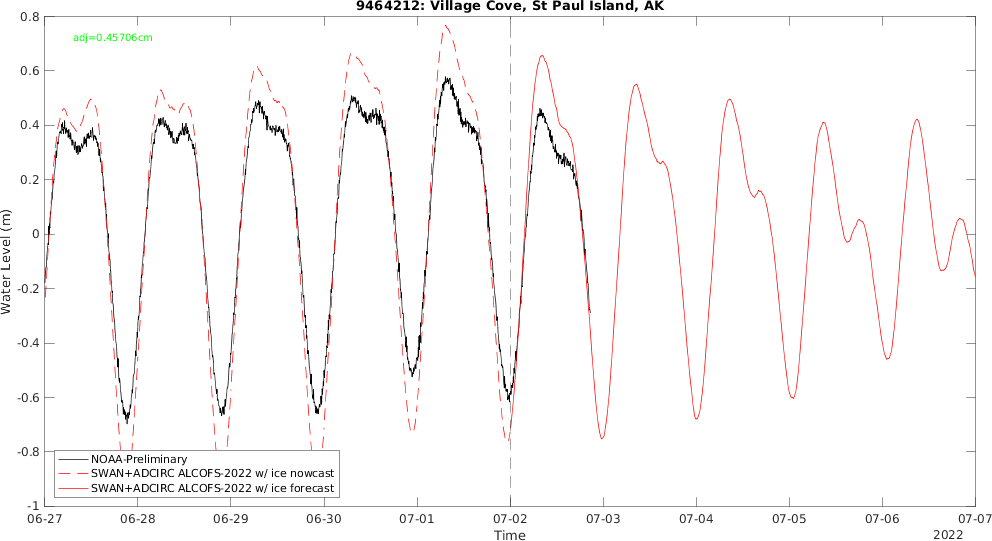 9464212: Village Cove, St Paul Island, AK
adj=0.45706cm
Water Level (m)
0.8
0.6
0.4
0.2
0
-0.2
-0.4
-0.6
-0.8
-1
NOAA-Preliminary
SWAN+ADCIRC ALCOFS-2022 w/ ice nowcast
SWAN+ADCIRC ALCOFS-2022 w/ ice forecast
06-27 06-28 06-29 06-30 07-01 07-02 07-03 07-04 07-05 07-06 07-07
Time
2022